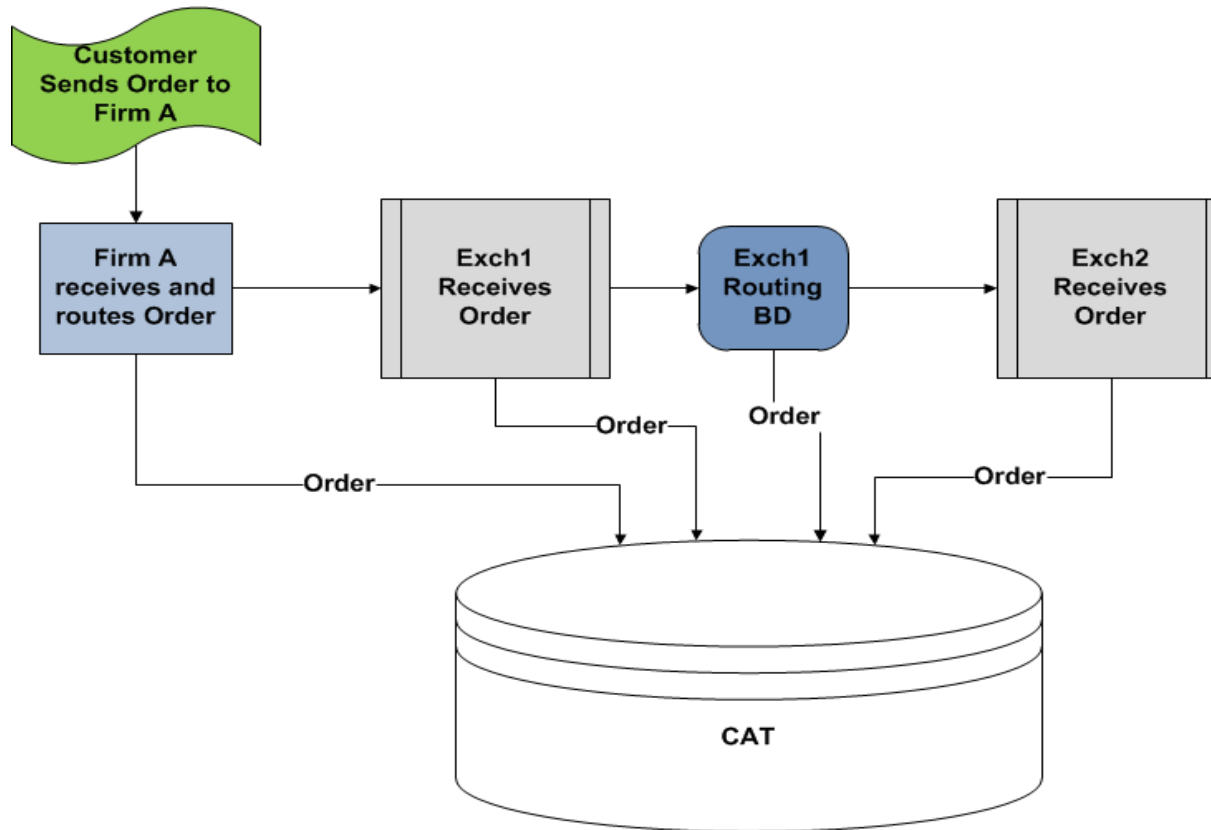 Customer
Sends Order to
Firm A
Firm A
receives and
routes Order
Exch1
Receives
Order
Exch1
Routing
BD
Exch2
Receives
Order
Order
Order
Order
Order
CAT